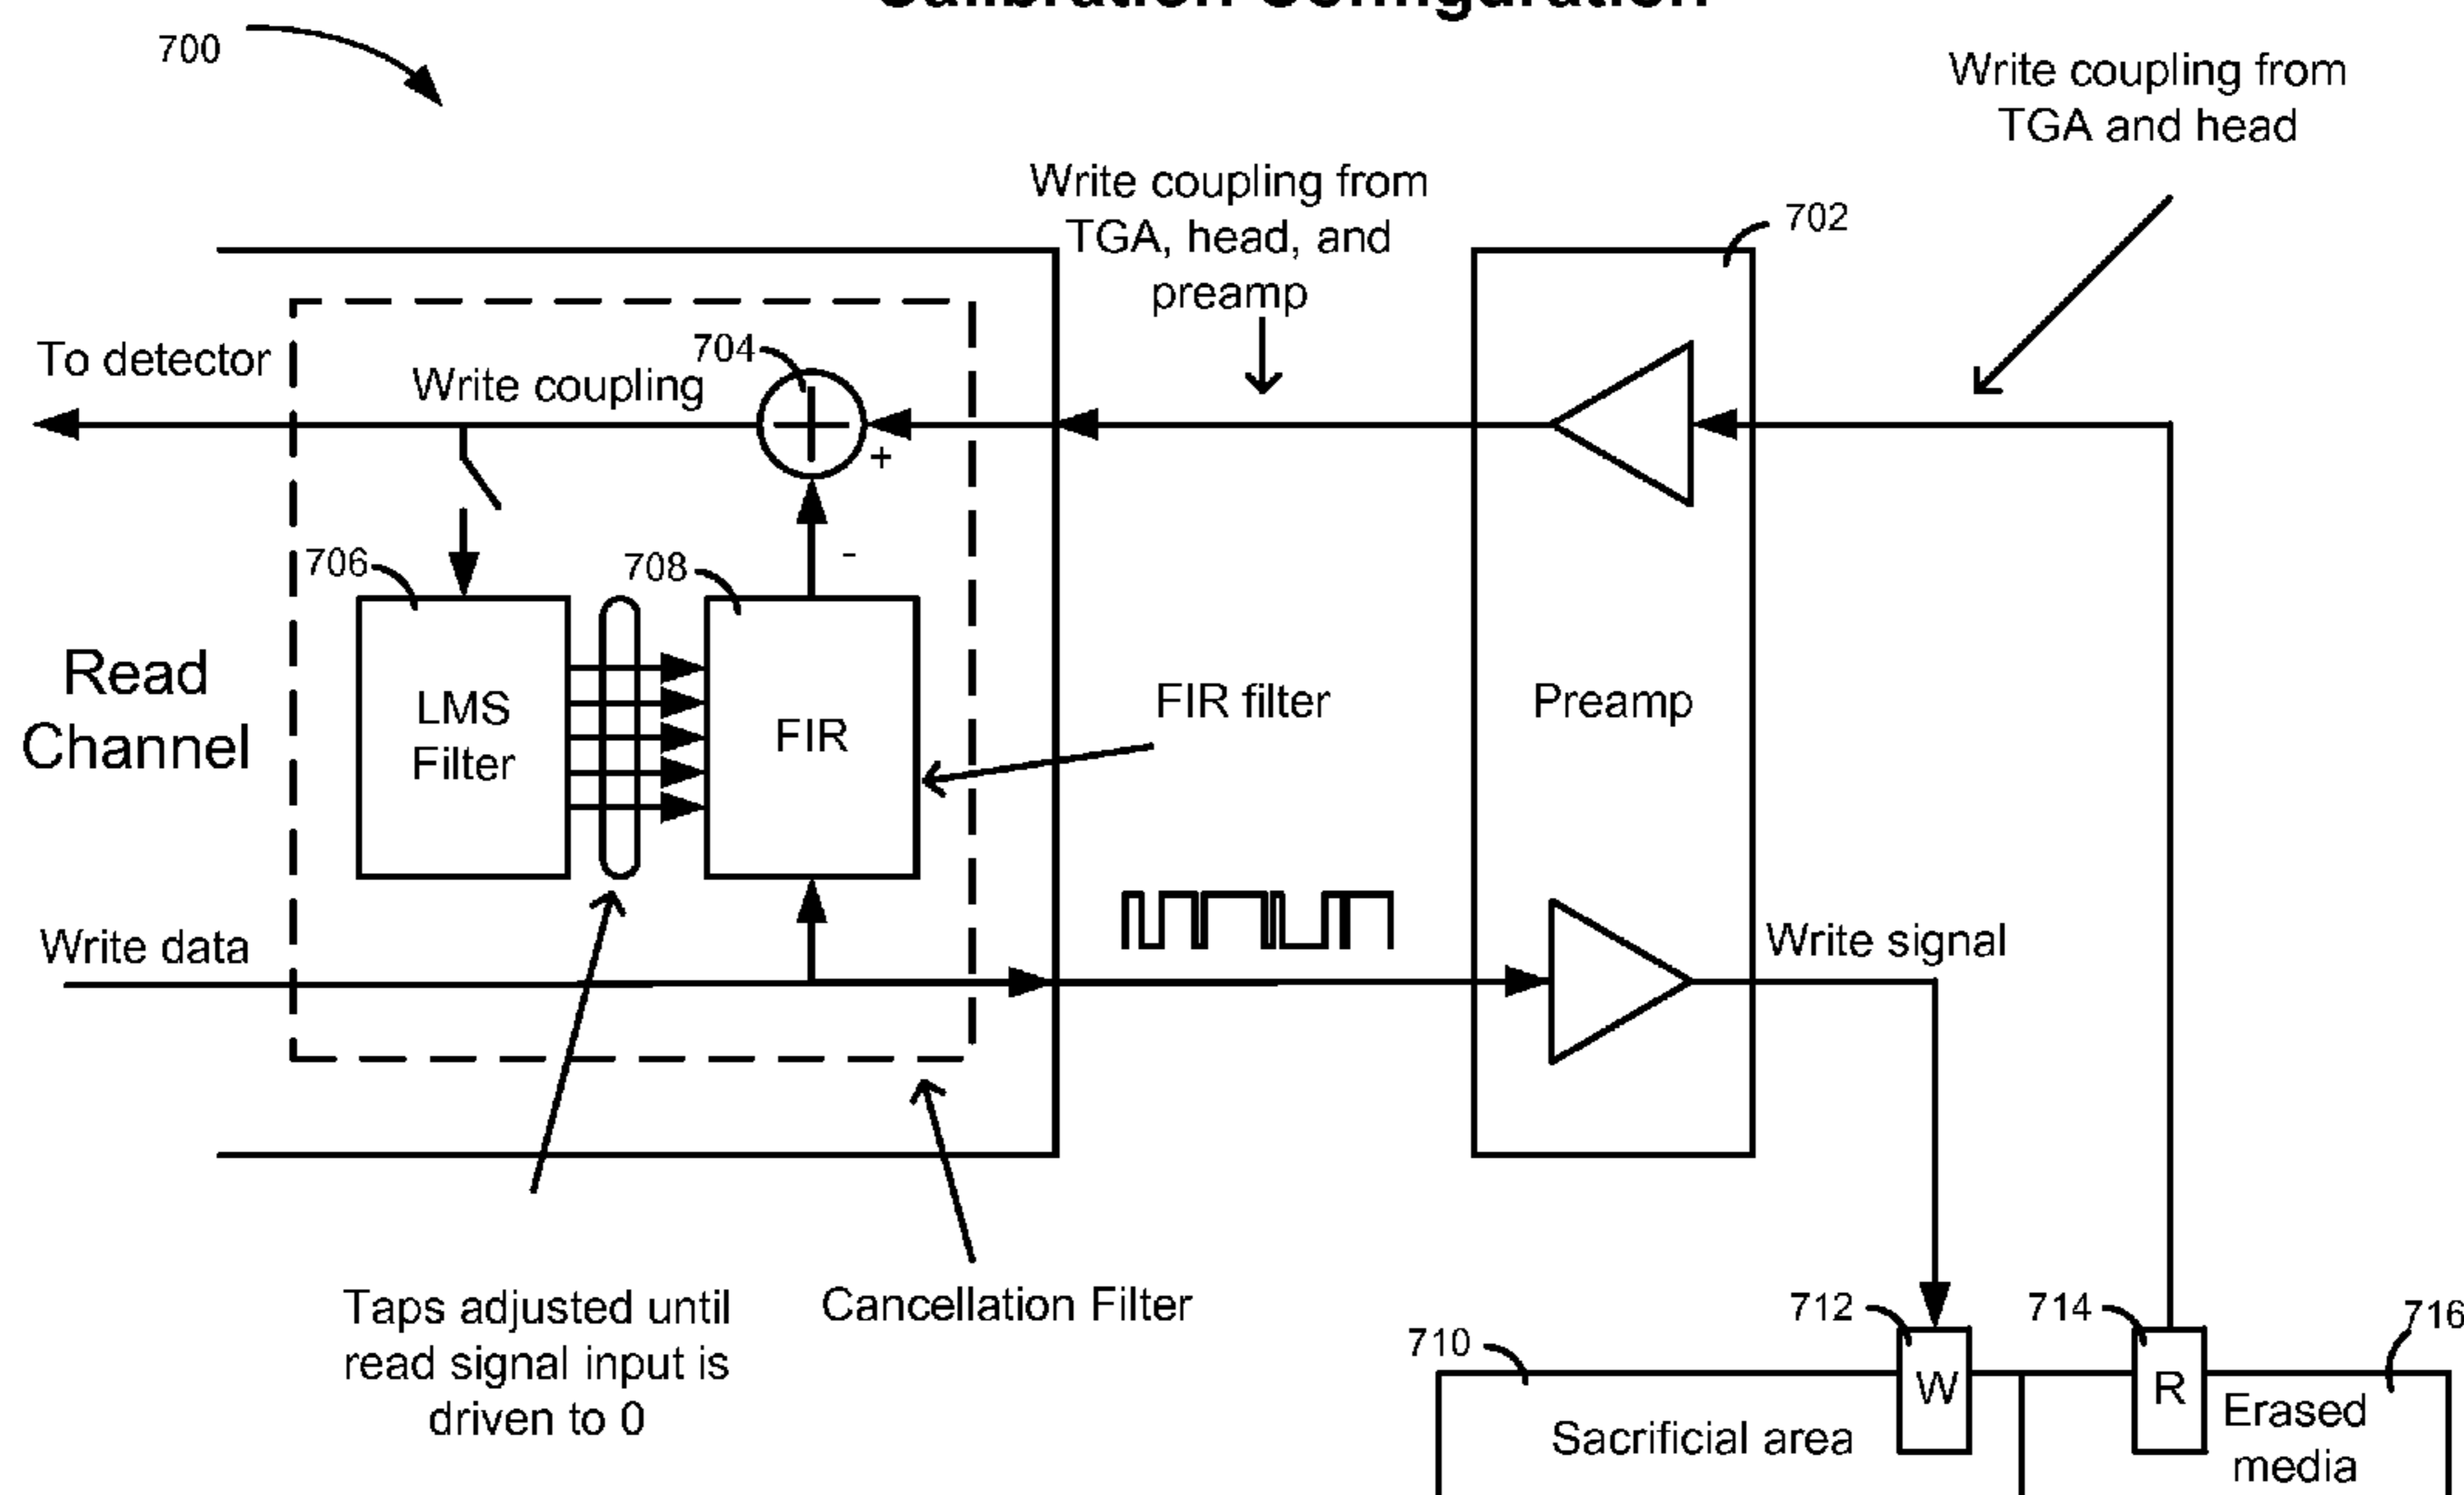 Calibration Configuration
700
Write coupling from
TGA and head
Write coupling from
TGA, head, and
preamp
702
To detector
Write coupling
704
+
-
706
708
Read
Channel
LMS
Filter
FIR
FIR filter
Preamp
Write data
Write signal
Taps adjusted until
read signal input is
driven to 0
Cancellation Filter
710
712
714
716
W
R
Sacrificial area
Erased
media